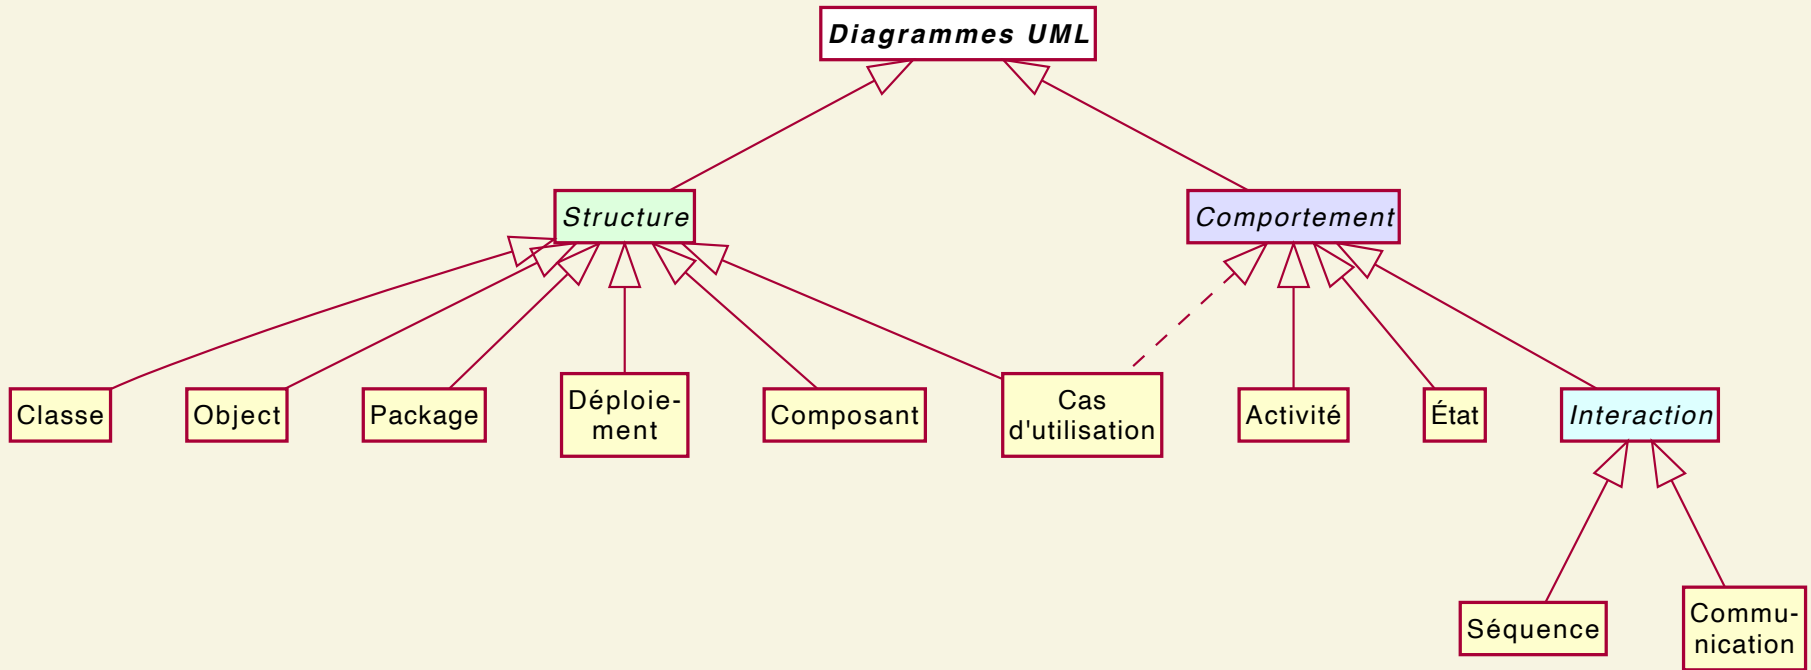 Diagrammes UML
Structure
Comportement
Classe
Object
Package
Déploie-
ment
Composant
Cas
d'utilisation
Activité
État
Interaction
Séquence
Commu-
nication